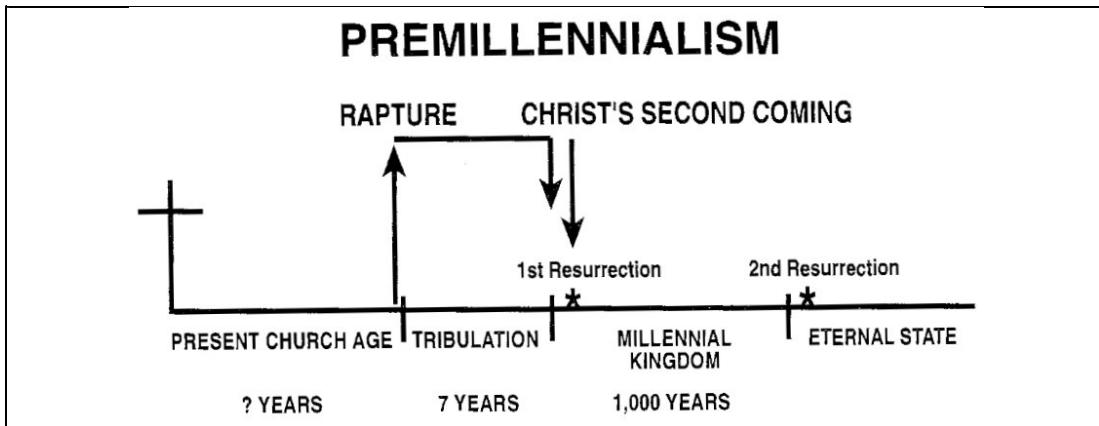 PREMILLENNIALISM
RAPTURE CHRIST'S SECOND COMING
1st Resurrection 2nd Resurrection
* *
PRESENT CHURCH AGE TRIBULATION MILLENNIAL KINGDOM ETERNAL STATE
? YEARS 7 YEARS 1,000 YEARS